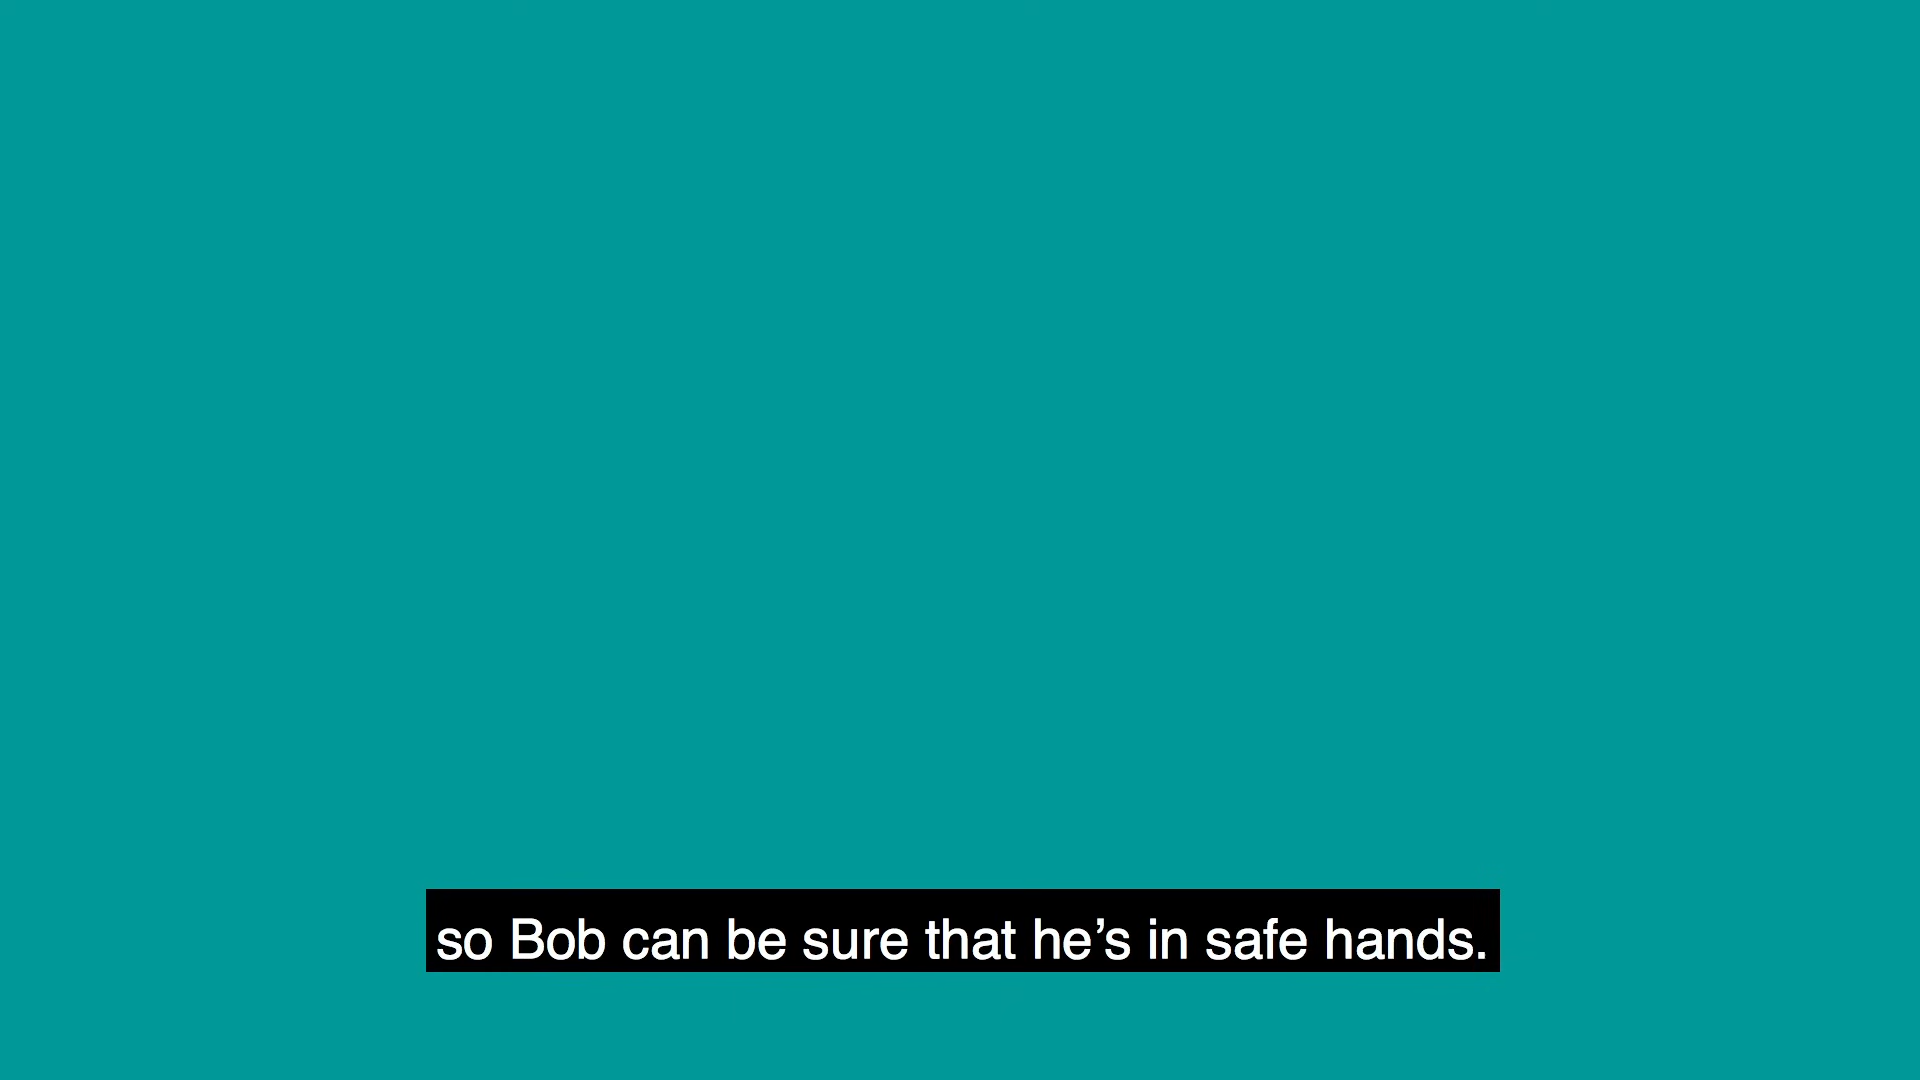 so Bob can be sure that he’s in safe hands.